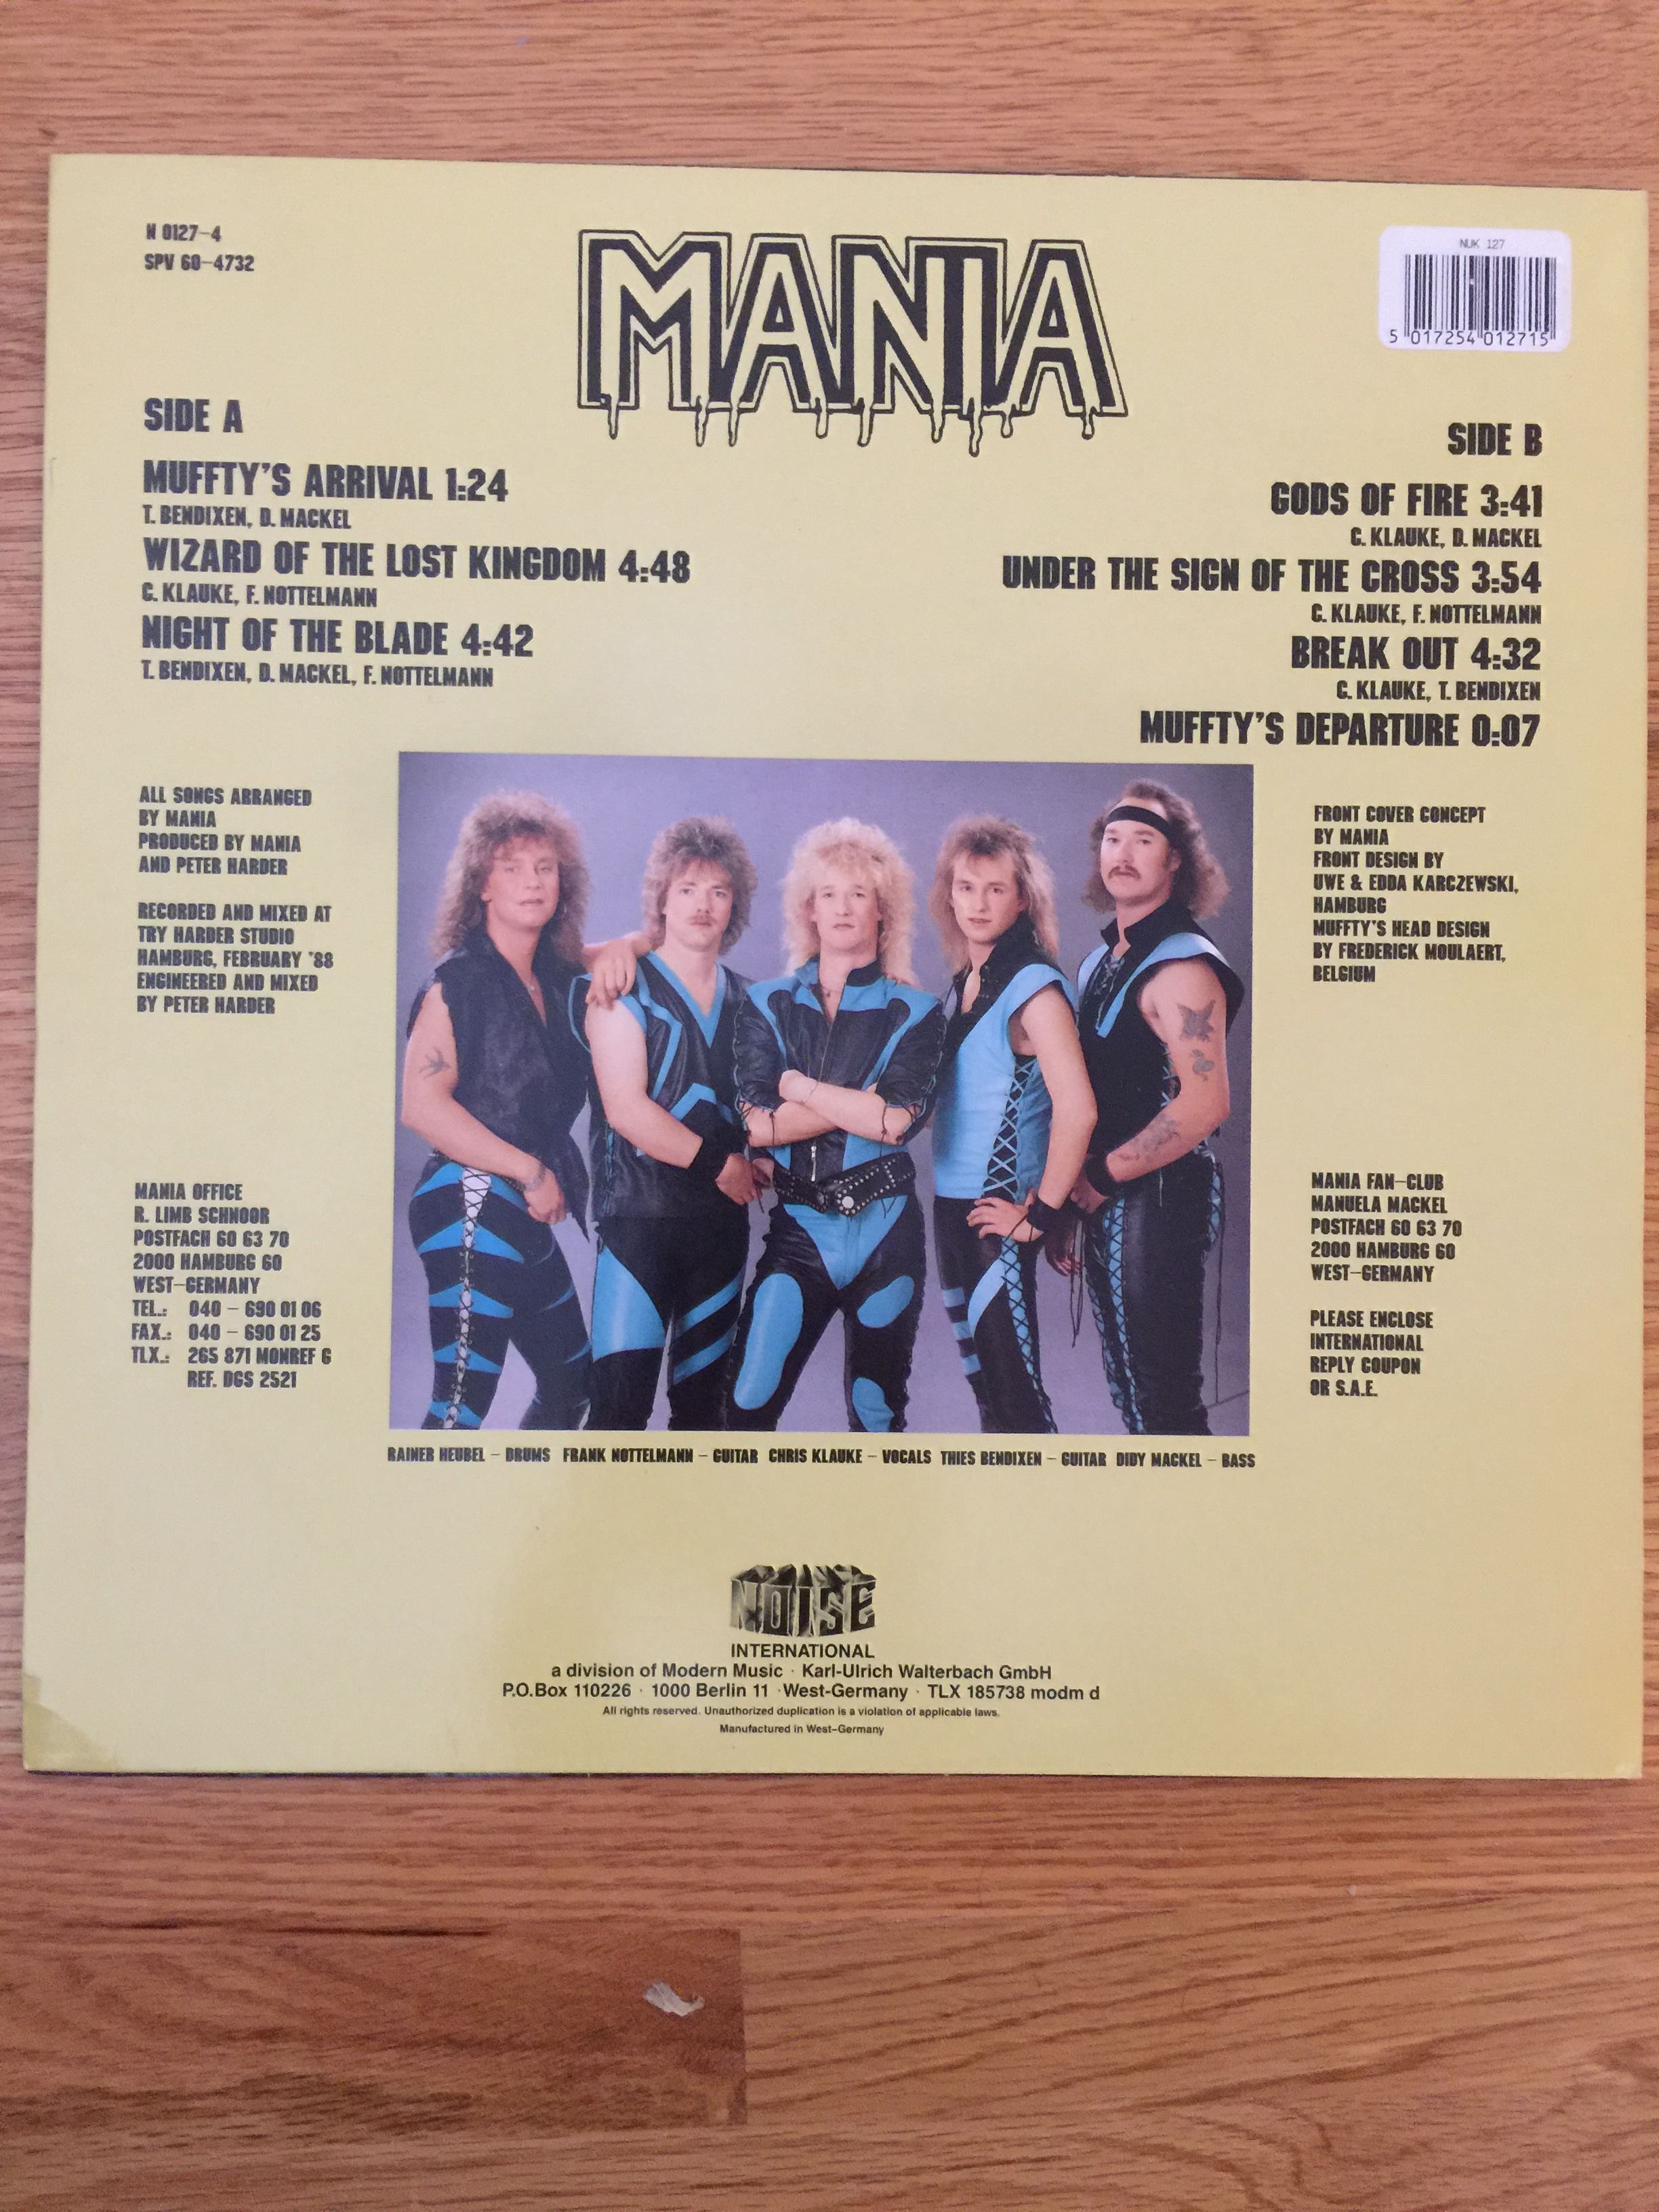 N 0127-4
SPV 60-4732
MANIA
NUK 127
5 017254 012715
SIDE A
MUFFTY'S ARRIVAL 1:24
T. BENDIXEN, D. MACKEL
WIZARD OF THE LOST KINGDOM 4:48
C. KLAUKE, F. NOTTELMANN
NIGHT OF THE BLADE 4:42
T. BENDIXEN, D. MACKEL, F. NOTTELMANN
SIDE B
GODS OF FIRE 3:41
C. KLAUKE, D. MACKEL
UNDER THE SIGN OF THE CROSS 3:54
C. KLAUKE, F. NOTTELMANN
BREAK OUT 4:32
C. KLAUKE, T. BENDIXEN
MUFFTY'S DEPARTURE 0:07
ALL SONGS ARRANGED
BY MANIA
PRODUCED BY MANIA
AND PETER HARDER
RECORDED AND MIXED AT
TRY HARDER STUDIO
HAMBURG, FEBRUARY '88
ENGINEERED AND MIXED
BY PETER HARDER
MANIA OFFICE
R. LIMB SCHNOOR
POSTFACH 60 63 70
2000 HAMBURG 60
WEST-GERMANY
TEL.: 040 - 690 01 06
FAX.: 040 - 690 01 25
TLX.: 265 871 MONREF G
REF. DGS 2521
FRONT COVER CONCEPT
BY MANIA
FRONT DESIGN BY
UWE & EDDA KARCZEWSKI,
HAMBURG
MUFFTY'S HEAD DESIGN
BY FREDERICK MOULAERT,
BELGIUM
MANIA FAN-CLUB
MANUELA MACKEL
POSTFACH 60 63 70
2000 HAMBURG 60
WEST-GERMANY
PLEASE ENCLOSE
INTERNATIONAL
REPLY COUPON
OR S.A.E.
RAINER HEUBEL - DRUMS FRANK NOTTELMANN - GUITAR CHRIS KLAUKE - VOCALS THIES BENDIXEN - GUITAR DIDY MACKEL - BASS
NOISE
INTERNATIONAL
a division of Modern Music · Karl-Ulrich Walterbach GmbH
P.O.Box 110226 · 1000 Berlin 11 · West-Germany · TLX 185738 modm d
All rights reserved. Unauthorized duplication is a violation of applicable laws.
Manufactured in West-Germany